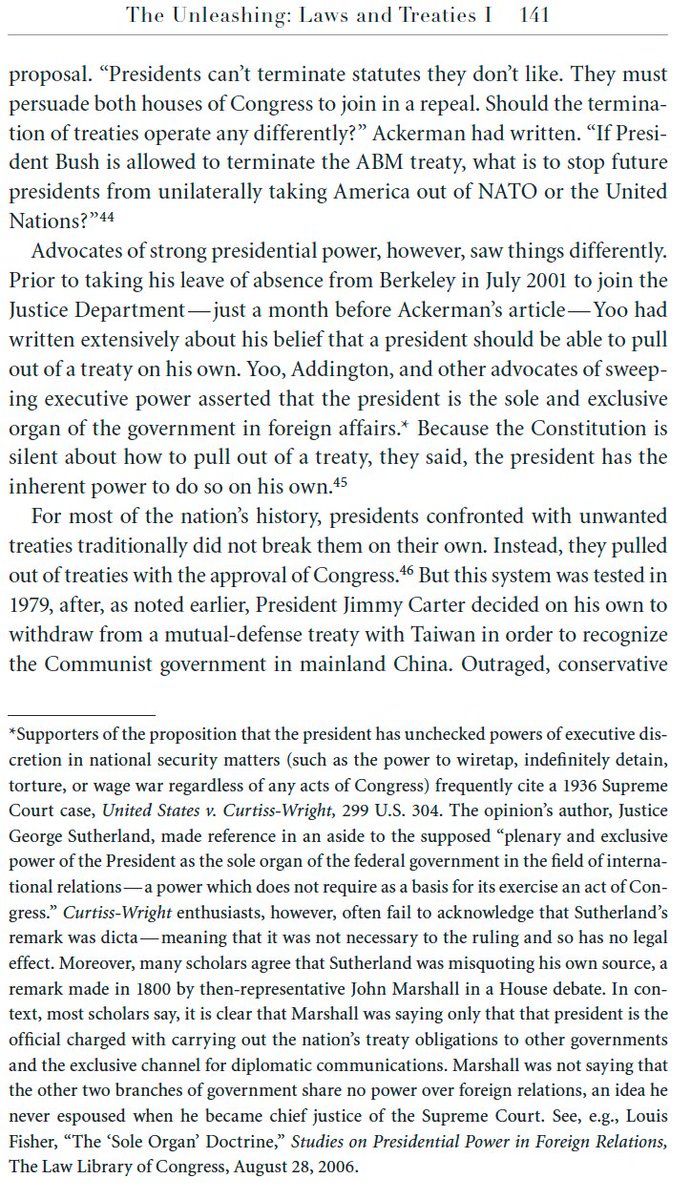 The Unleashing: Laws and Treaties I 141
proposal. “Presidents can’t terminate statutes they don’t like. They must
persuade both houses of Congress to join in a repeal. Should the termina-
tion of treaties operate any differently?” Ackerman had written. “If Presi-
dent Bush is allowed to terminate the ABM treaty, what is to stop future
presidents from unilaterally taking America out of NATO or the United
Nations?”44
Advocates of strong presidential power, however, saw things differently.
Prior to taking his leave of absence from Berkeley in July 2001 to join the
Justice Department—just a month before Ackerman’s article—Yoo had
written extensively about his belief that a president should be able to pull
out of a treaty on his own. Yoo, Addington, and other advocates of sweep-
ing executive power asserted that the president is the sole and exclusive
organ of the government in foreign affairs.* Because the Constitution is
silent about how to pull out of a treaty, they said, the president has the
inherent power to do so on his own.45
For most of the nation’s history, presidents confronted with unwanted
treaties traditionally did not break them on their own. Instead, they pulled
out of treaties with the approval of Congress.46 But this system was tested in
1979, after, as noted earlier, President Jimmy Carter decided on his own to
withdraw from a mutual-defense treaty with Taiwan in order to recognize
the Communist government in mainland China. Outraged, conservative
*Supporters of the proposition that the president has unchecked powers of executive dis-
cretion in national security matters (such as the power to wiretap, indefinitely detain,
torture, or wage war regardless of any acts of Congress) frequently cite a 1936 Supreme
Court case, United States v. Curtiss-Wright, 299 U.S. 304. The opinion’s author, Justice
George Sutherland, made reference in an aside to the supposed “plenary and exclusive
power of the President as the sole organ of the federal government in the field of interna-
tional relations—a power which does not require as a basis for its exercise an act of Con-
gress.” Curtiss-Wright enthusiasts, however, often fail to acknowledge that Sutherland’s
remark was dicta—meaning that it was not necessary to the ruling and so has no legal
effect. Moreover, many scholars agree that Sutherland was misquoting his own source, a
remark made in 1800 by then-representative John Marshall in a House debate. In con-
text, most scholars say, it is clear that Marshall was saying only that that president is the
official charged with carrying out the nation’s treaty obligations to other governments
and the exclusive channel for diplomatic communications. Marshall was not saying that
the other two branches of government share no power over foreign relations, an idea he
never espoused when he became chief justice of the Supreme Court. See, e.g., Louis
Fisher, “The ‘Sole Organ’ Doctrine,” Studies on Presidential Power in Foreign Relations,
The Law Library of Congress, August 28, 2006.